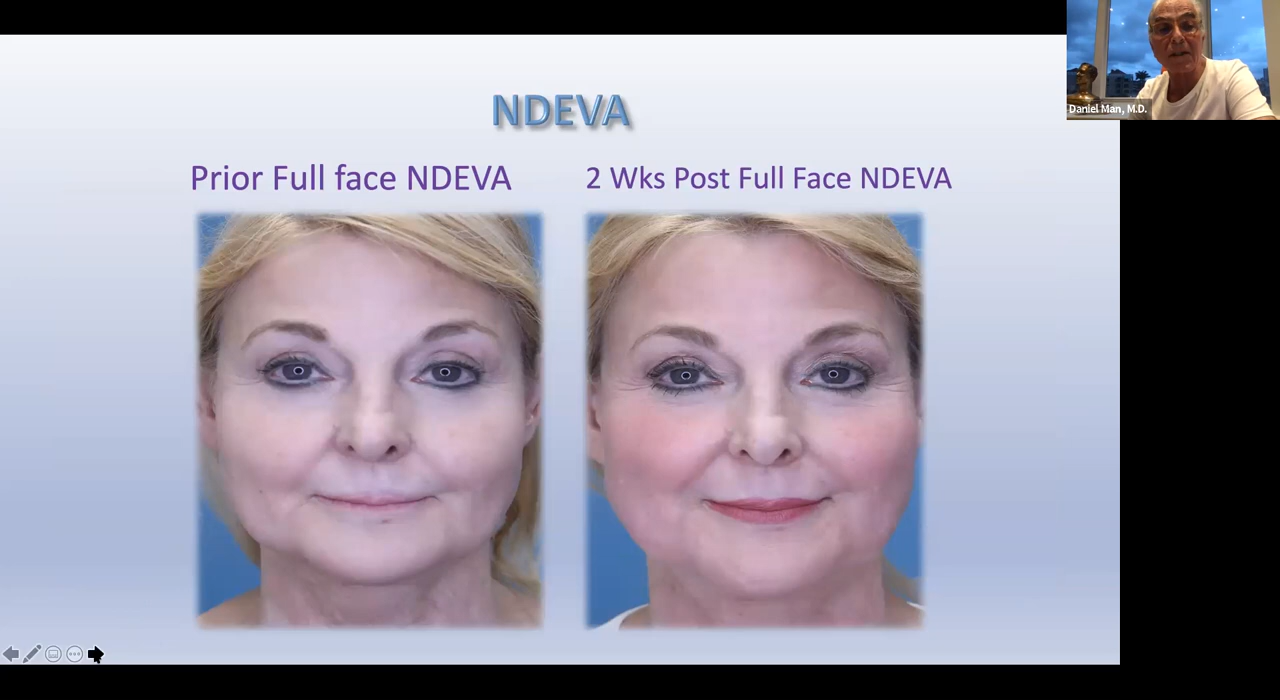 NDEVA
Prior Full face NDEVA
2 Wks Post Full Face NDEVA
Daniel Man, M.D.